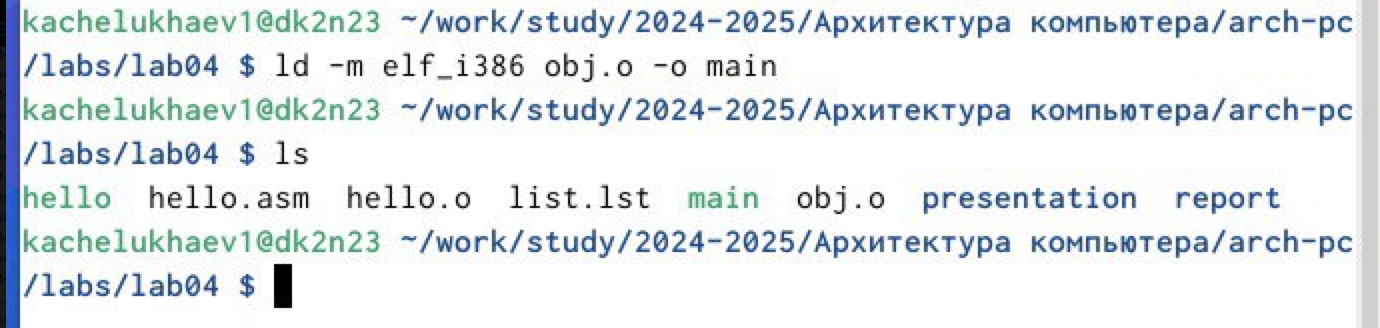 kachelukhaev1@dk2n23 ~/work/study/2024-2025/Архитектура компьютера/arch-pc
/labs/lab04 $ ld -m elf_i386 obj.o -o main
kachelukhaev1@dk2n23 ~/work/study/2024-2025/Архитектура компьютера/arch-pc
/labs/lab04 $ ls
hello  hello.asm  hello.o  list.lst  main  obj.o  presentation  report
kachelukhaev1@dk2n23 ~/work/study/2024-2025/Архитектура компьютера/arch-pc
/labs/lab04 $